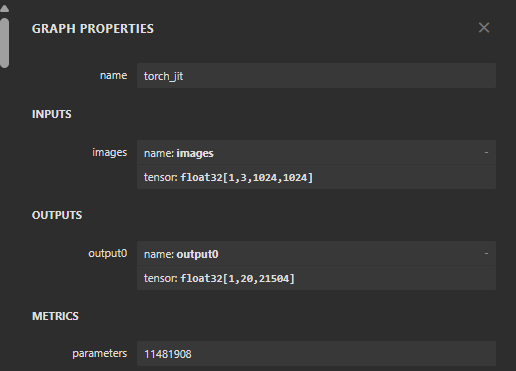 GRAPH PROPERTIES
name torch_jit
INPUTS
images name: images -
tensor: float32[1,3,1024,1024]
OUTPUTS
output0 name: output0 -
tensor: float32[1,20,21504]
METRICS
parameters 11481908